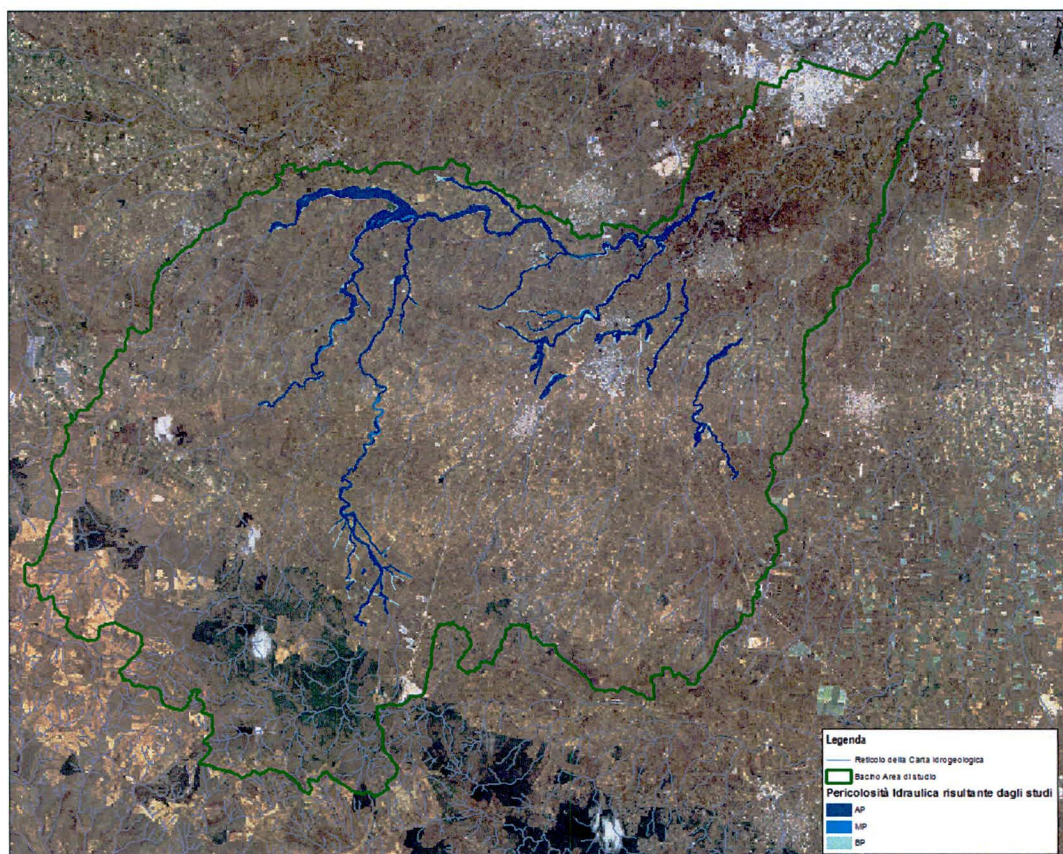 Legenda
Reticolo della Carta Idrogeologica
Bacino Area di studio
Pericolosità Idraulica risultante dagli studi
AP
MP
BP